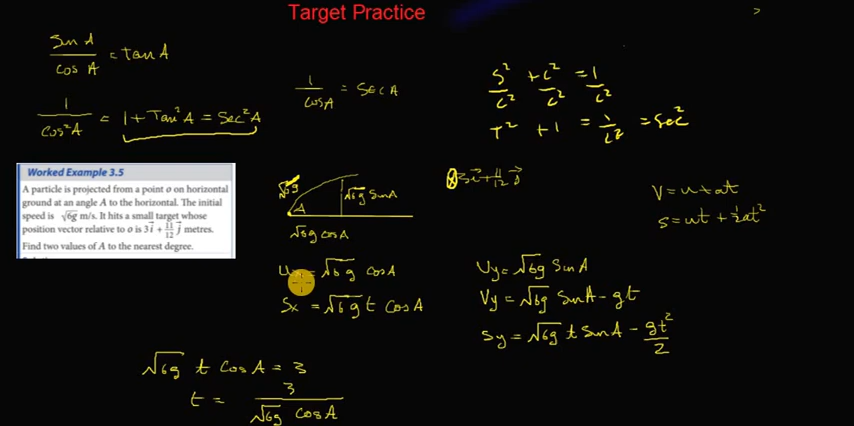 Target Practice
>
Sin A / Cos A = Tan A
1 / Cos A = Sec A
S²/C² + C²/C² = 1/C²
T² + 1 = 1/C² = Sec²
1 / Cos²A = 1 + Tan²A = Sec²A
Worked Example 3.5
A particle is projected from a point o on horizontal
ground at an angle A to the horizontal. The initial
speed is √6g m/s. It hits a small target whose
position vector relative to o is 3i⃗ + 11/12 j⃗ metres.
Find two values of A to the nearest degree.
√6g
√6g Sin A
A
√6g Cos A
3i⃗ + 11/12 j⃗
V = u + at
S = ut + ½at²
Ux = √6g Cos A
Sx = √6g t Cos A
Uy = √6g Sin A
Vy = √6g Sin A - gt
Sy = √6g t Sin A - gt²/2
√6g t Cos A = 3
t = 3 / √6g Cos A